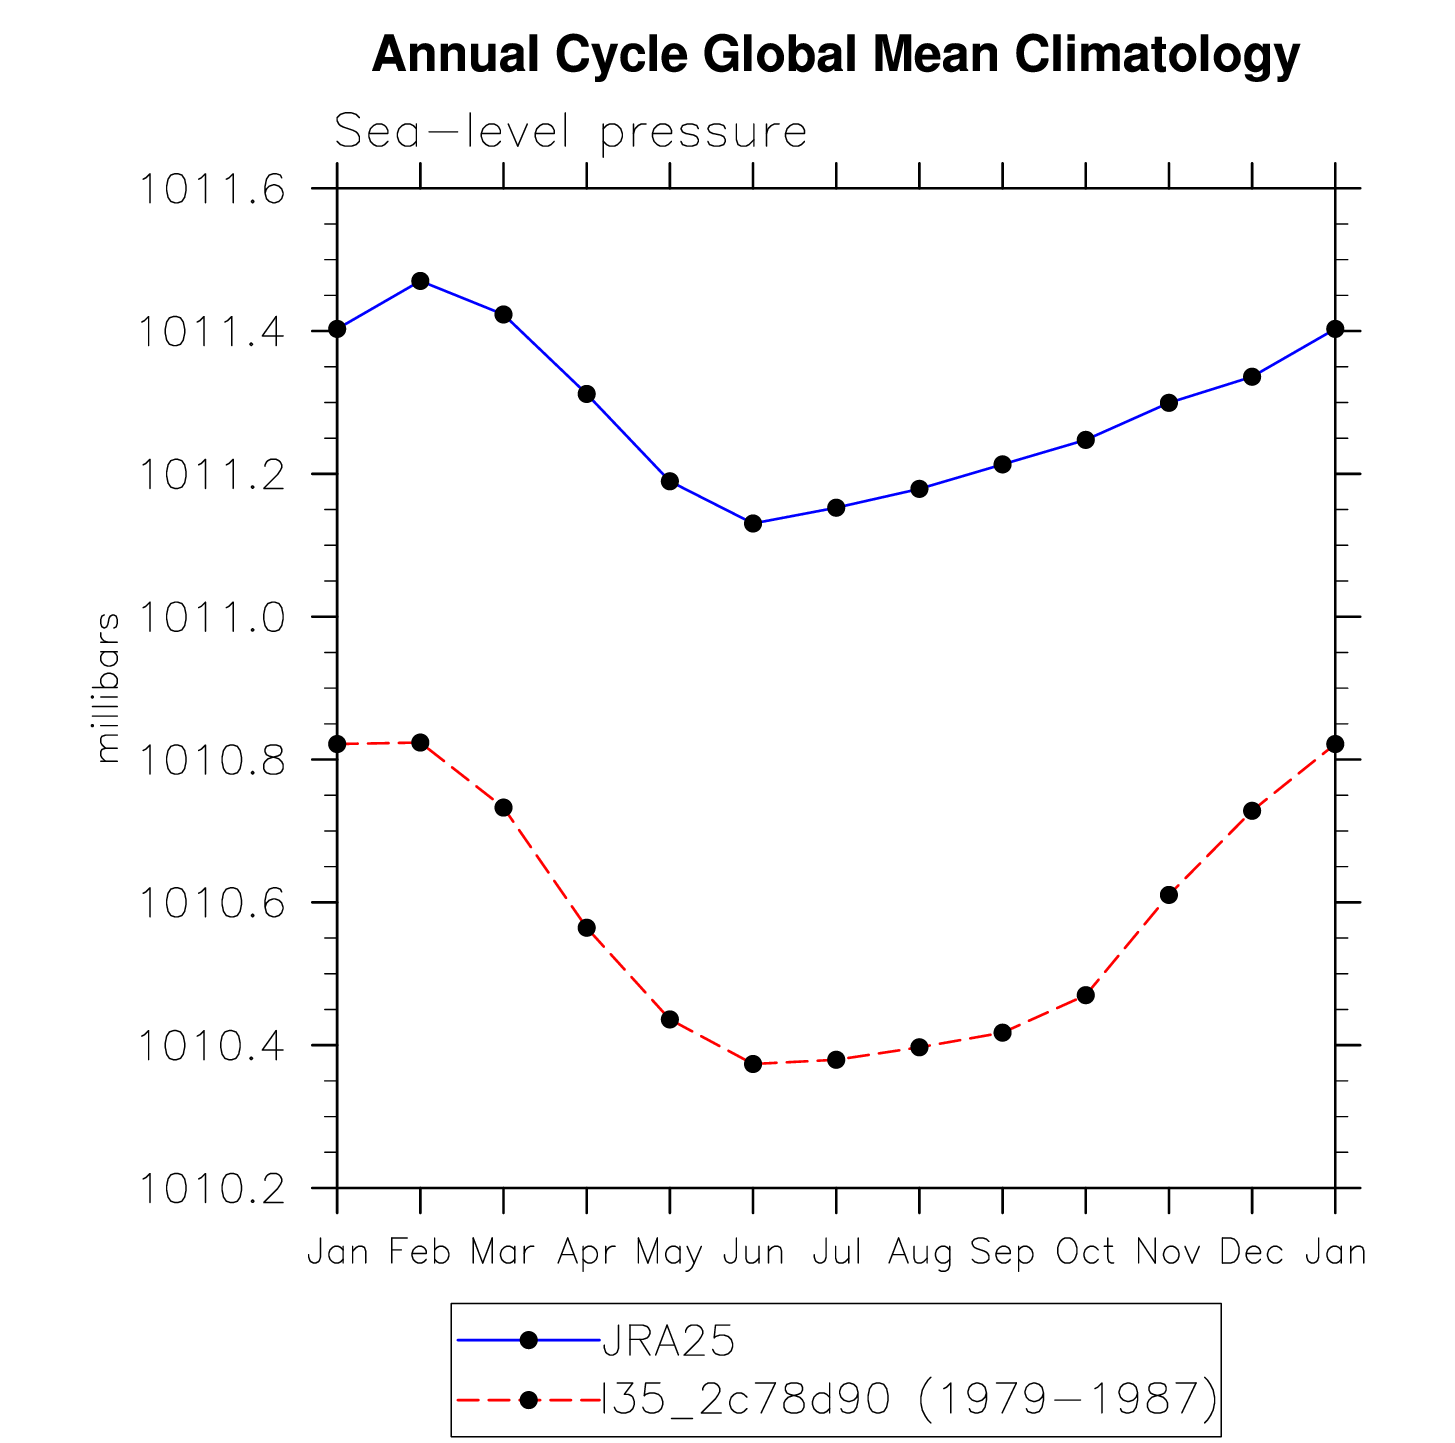 Annual Cycle Global Mean Climatology
Sea-level pressure
1011.6
1011.4
1011.2
1011.0
1010.8
1010.6
1010.4
1010.2
millibars
Jan Feb Mar Apr May Jun Jul Aug Sep Oct Nov Dec Jan
JRA25
I35_2c78d90 (1979-1987)